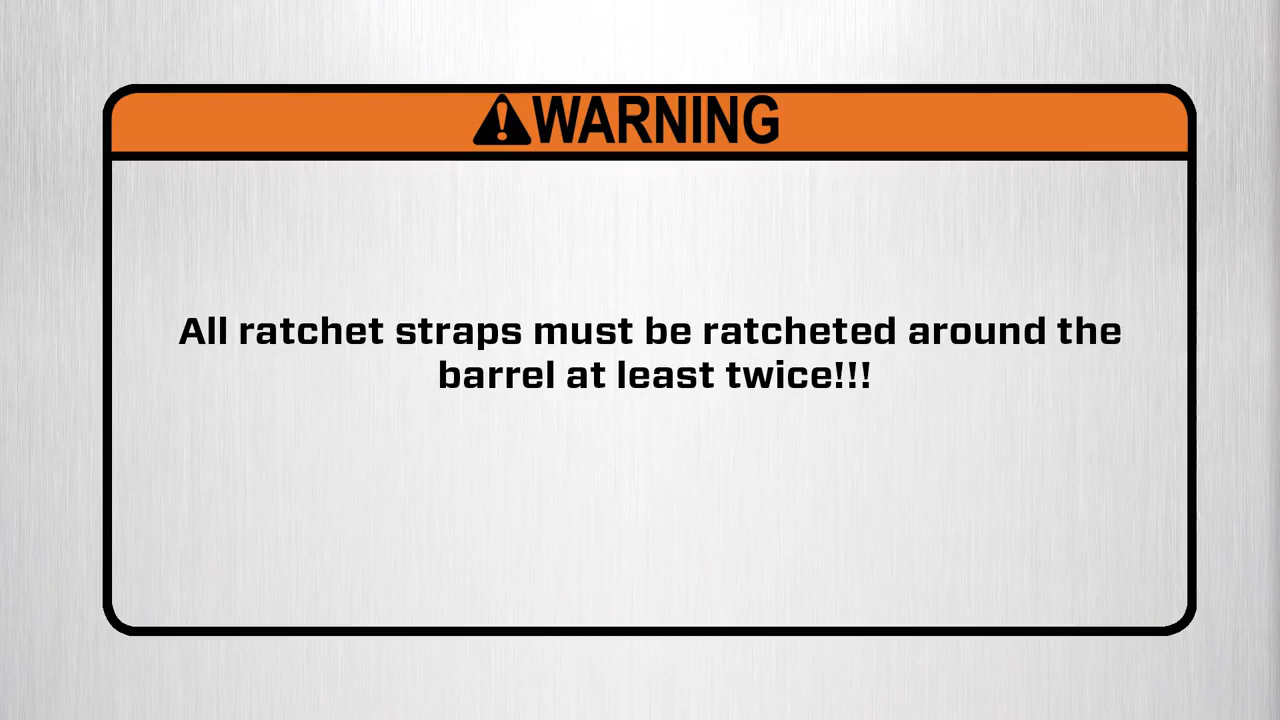 WARNING
All ratchet straps must be ratcheted around the
barrel at least twice!!!